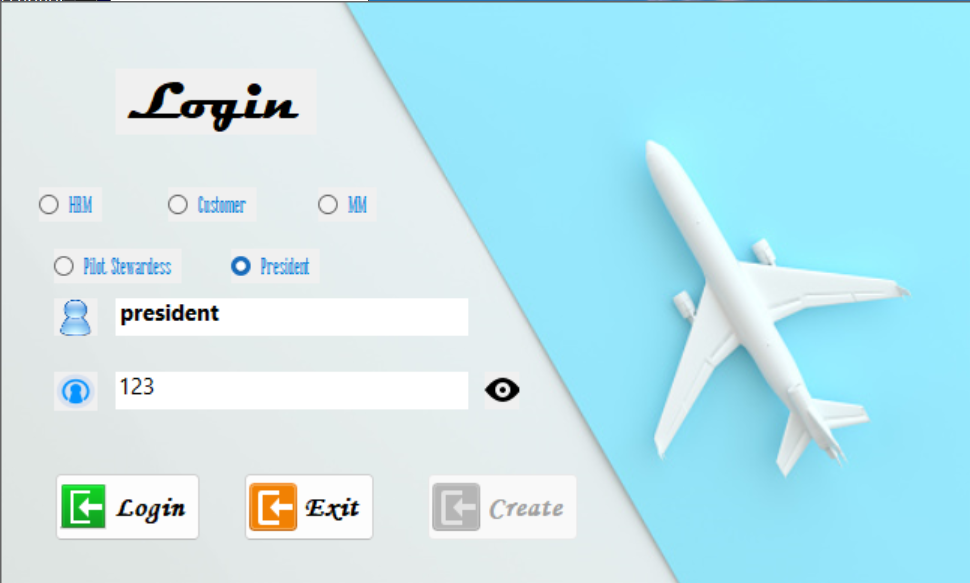 Login
HRM Customer MM
Pilot Stewardess President
president
123
Login Exit Create